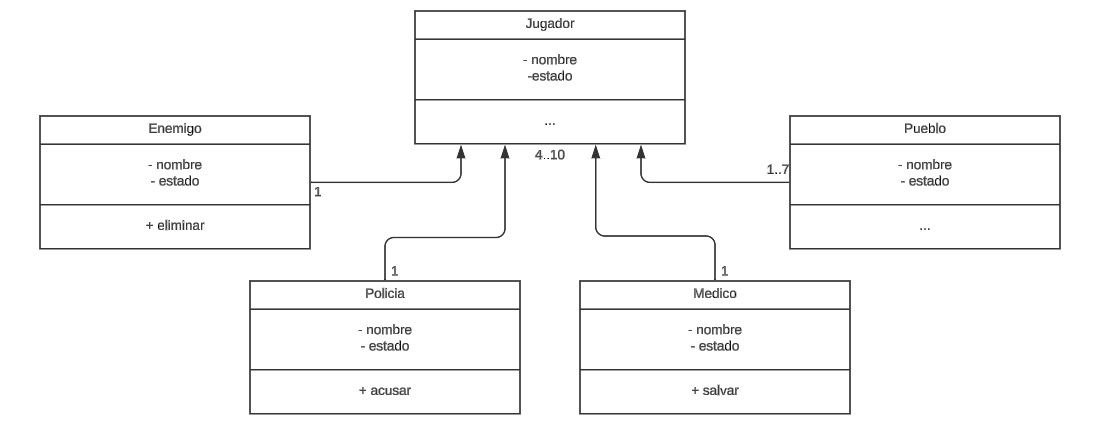 Jugador
- nombre
-estado
...
4..10
Enemigo
- nombre
- estado
+ eliminar
1
Pueblo
- nombre
- estado
...
1..7
Policia
- nombre
- estado
+ acusar
1
Medico
- nombre
- estado
+ salvar
1